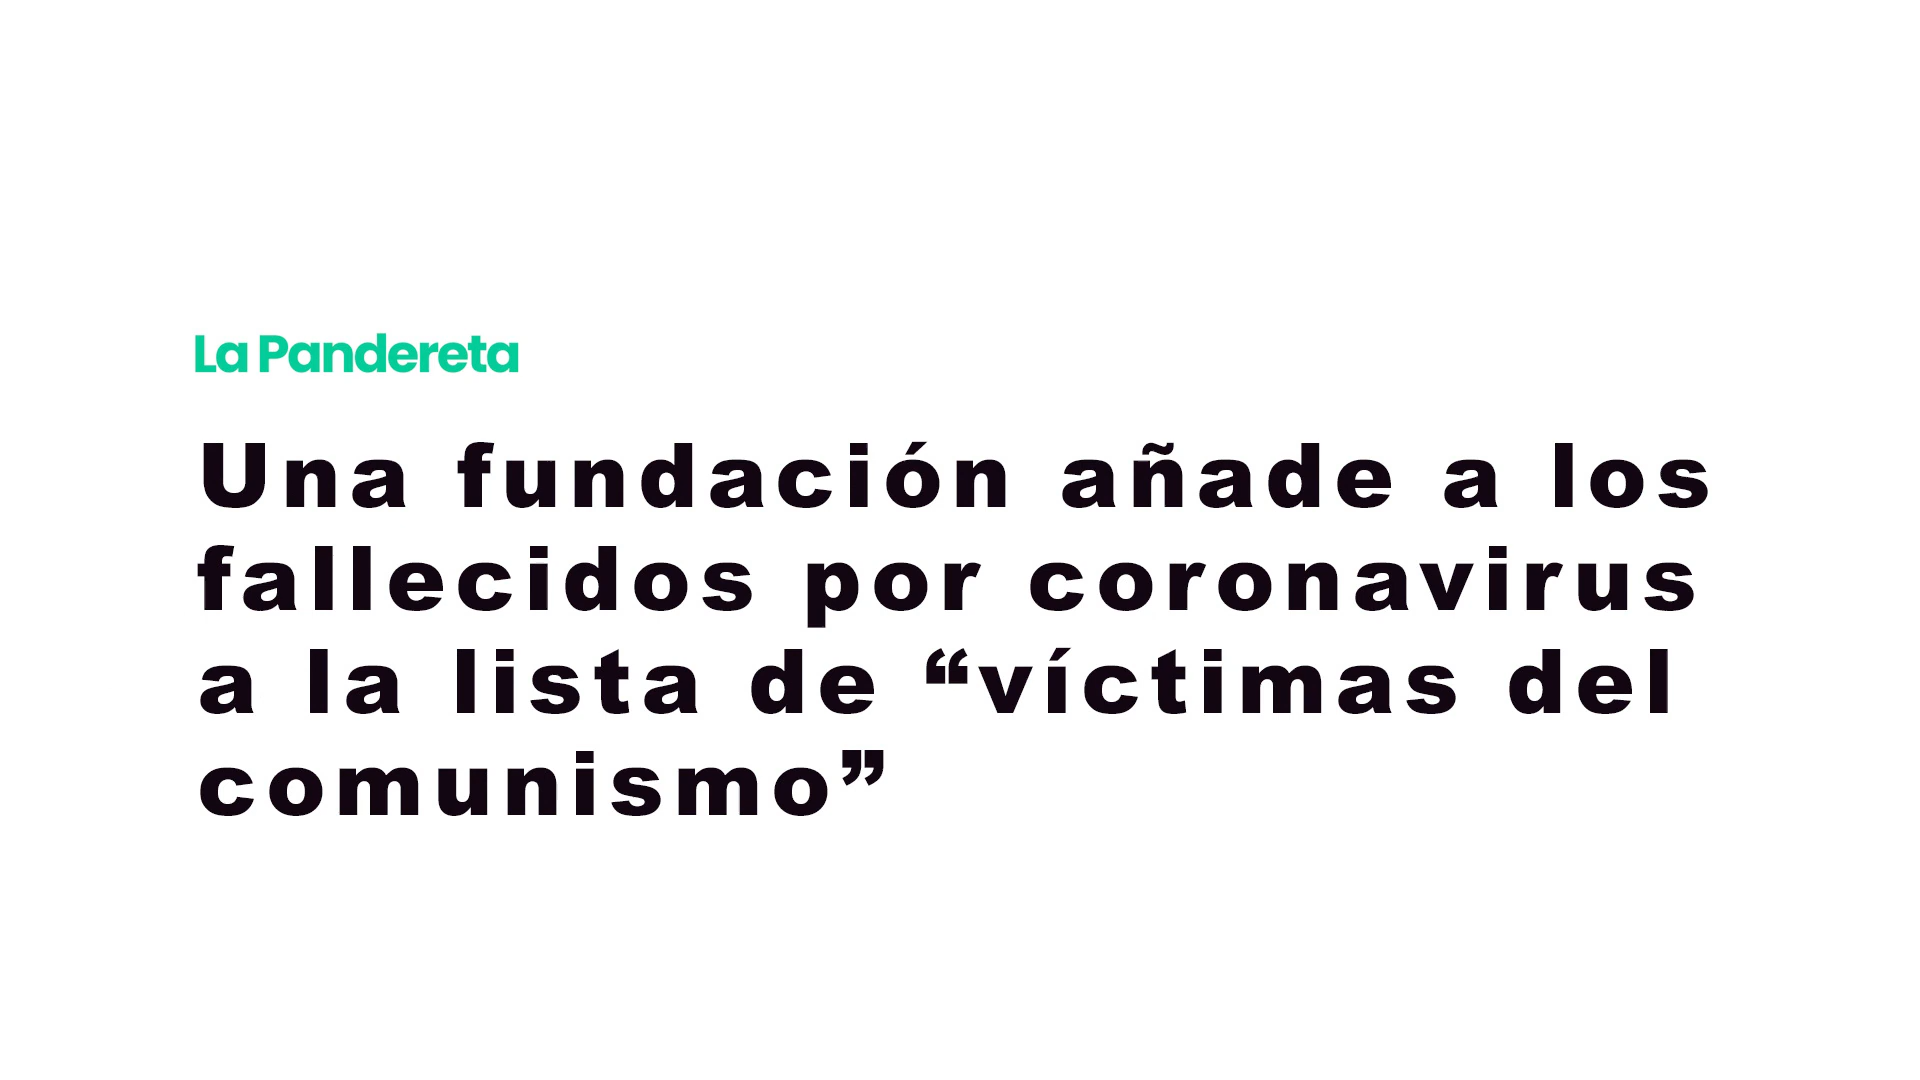 La Pandereta
Una fundación añade a los
fallecidos por coronavirus
a la lista de “víctimas del
comunismo”